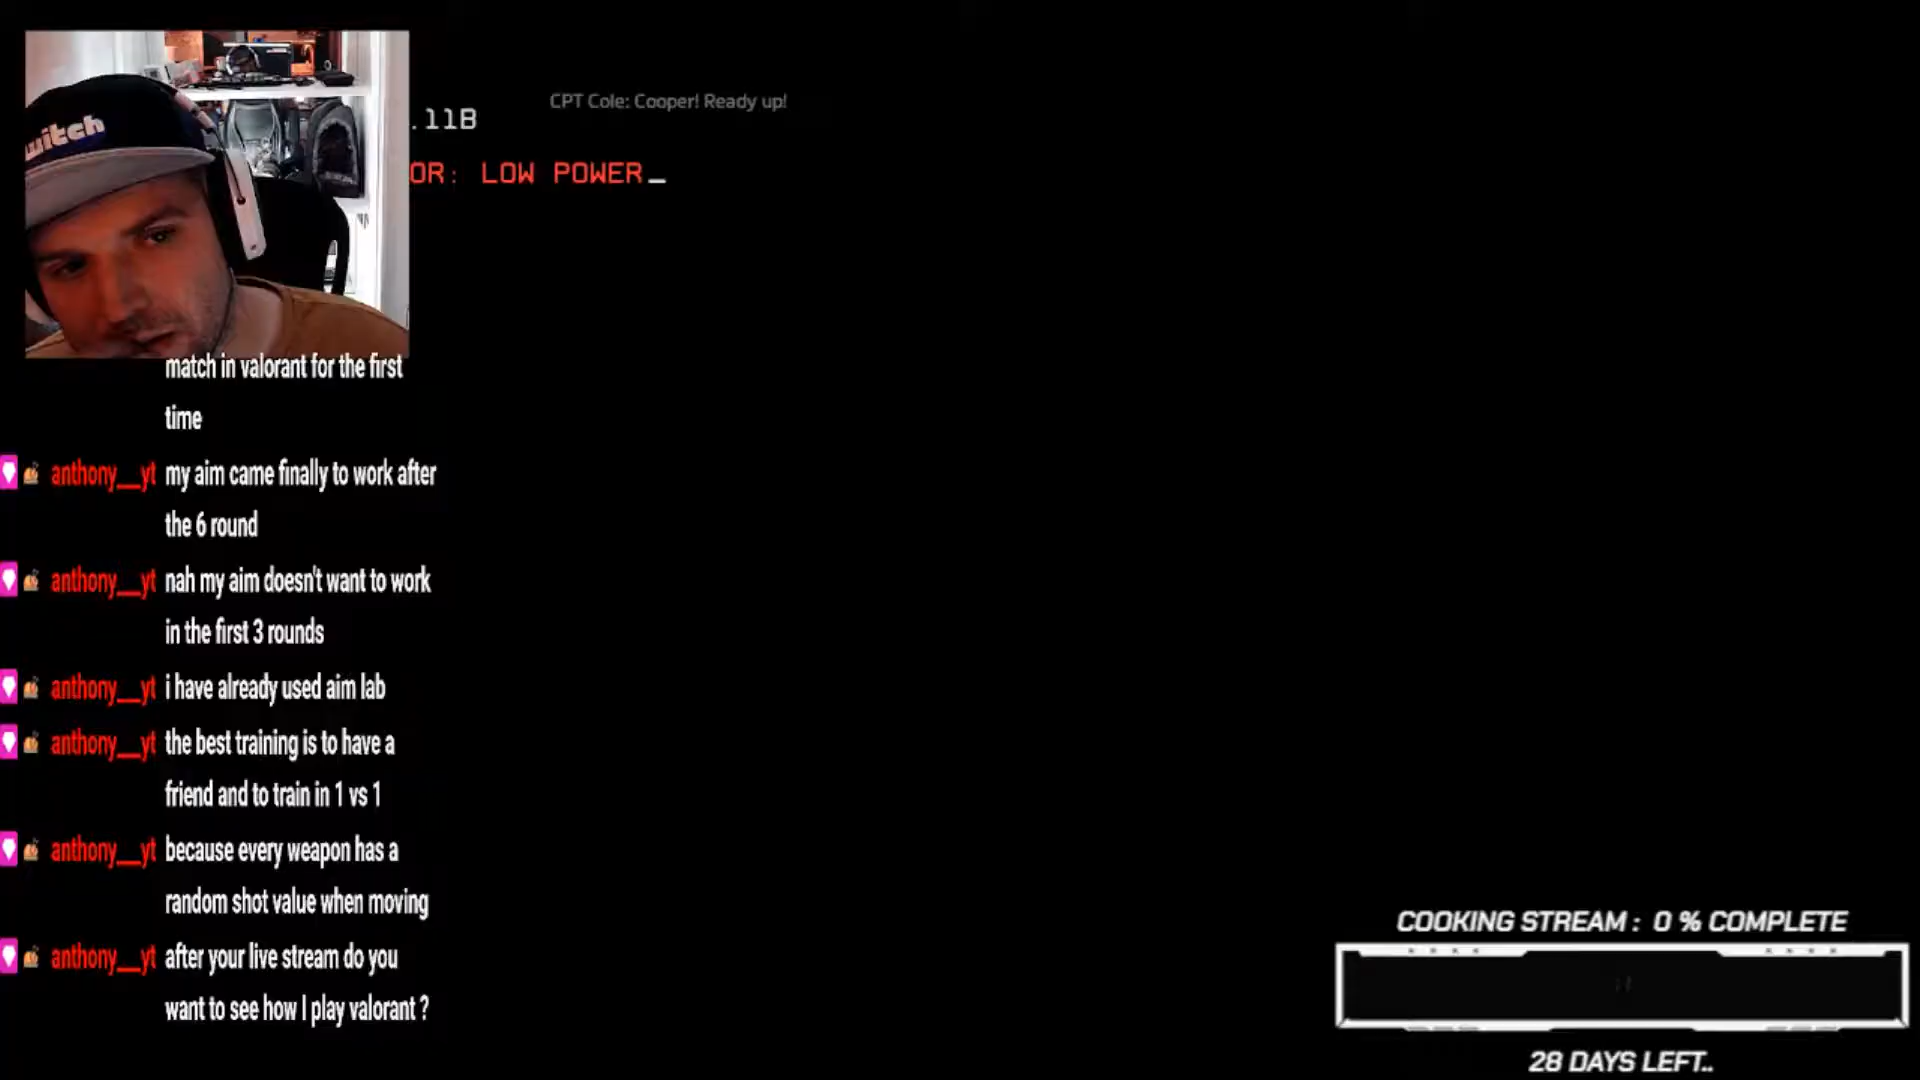 witch
CPT Cole: Cooper! Ready up!
.11B
OR: LOW POWER_
match in valorant for the first
time
anthony__yt my aim came finally to work after
the 6 round
anthony__yt nah my aim doesn't want to work
in the first 3 rounds
anthony__yt i have already used aim lab
anthony__yt the best training is to have a
friend and to train in 1 vs 1
anthony__yt because every weapon has a
random shot value when moving
anthony__yt after your live stream do you
want to see how I play valorant ?
COOKING STREAM : 0 % COMPLETE
28 DAYS LEFT..